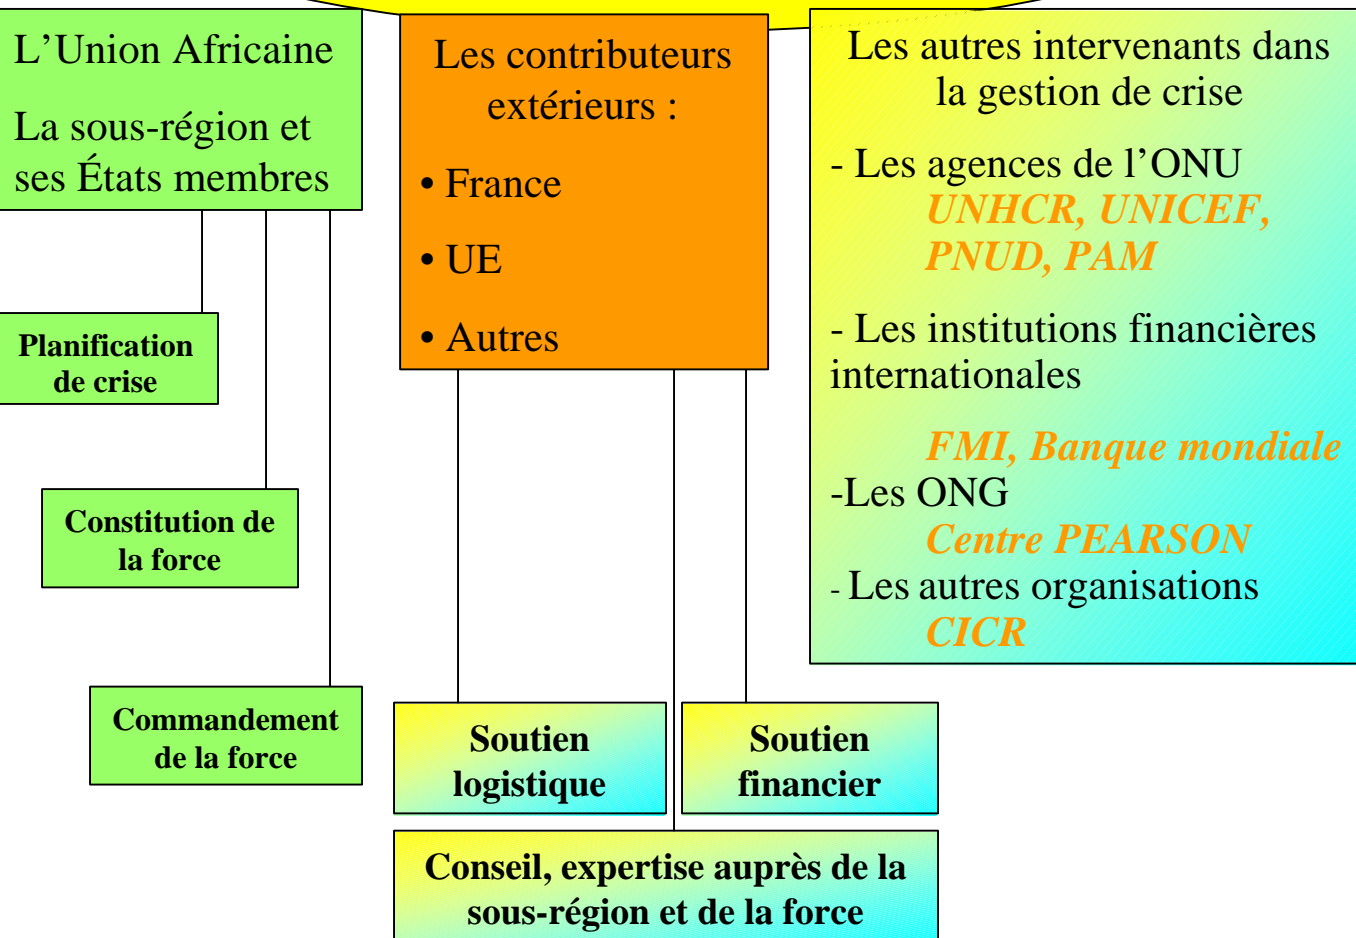 L’Union Africaine
La sous-région et
ses États membres
Planification
de crise
Constitution de
la force
Commandement
de la force
Les contributeurs
extérieurs :
• France
• UE
• Autres
Soutien
logistique
Soutien
financier
Conseil, expertise auprès de la
sous-région et de la force
Les autres intervenants dans
la gestion de crise
- Les agences de l’ONU
UNHCR, UNICEF,
PNUD, PAM
- Les institutions financières
internationales
FMI, Banque mondiale
-Les ONG
Centre PEARSON
- Les autres organisations
CICR